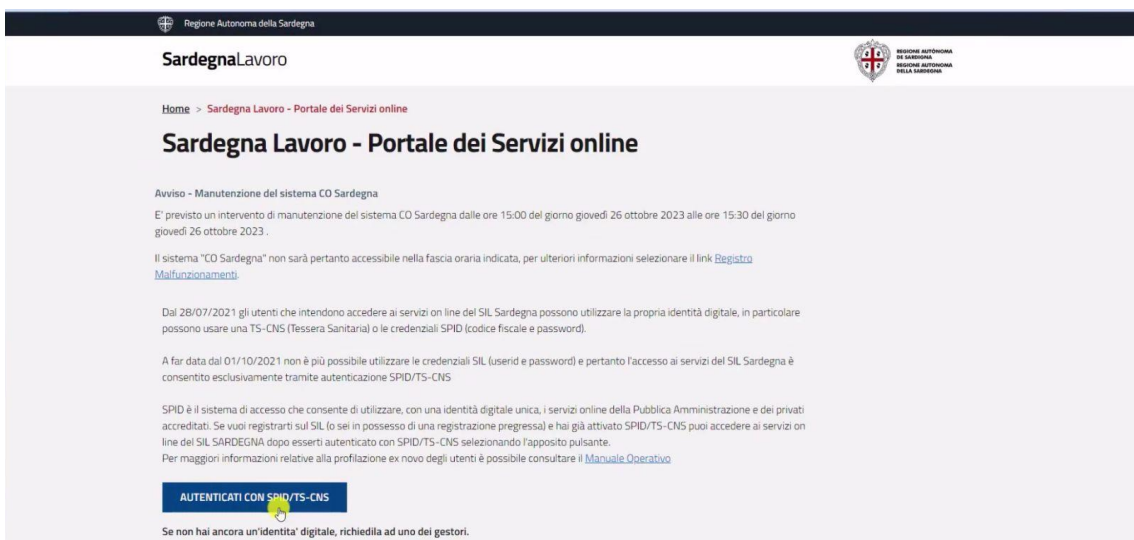 Regione Autonoma della Sardegna
SardegnaLavoro
REGIONE AUTÒNOMA
DE SARDIGNA
REGIONE AUTONOMA
DELLA SARDEGNA
Home > Sardegna Lavoro - Portale dei Servizi online
Sardegna Lavoro - Portale dei Servizi online
Avviso - Manutenzione del sistema CO Sardegna
E' previsto un intervento di manutenzione del sistema CO Sardegna dalle ore 15:00 del giorno giovedì 26 ottobre 2023 alle ore 15:30 del giorno
giovedì 26 ottobre 2023 .
Il sistema "CO Sardegna" non sarà pertanto accessibile nella fascia oraria indicata, per ulteriori informazioni selezionare il link Registro
Malfunzionamenti.
Dal 28/07/2021 gli utenti che intendono accedere ai servizi on line del SIL Sardegna possono utilizzare la propria identità digitale, in particolare
possono usare una TS-CNS (Tessera Sanitaria) o le credenziali SPID (codice fiscale e password).
A far data dal 01/10/2021 non è più possibile utilizzare le credenziali SIL (userid e password) e pertanto l'accesso ai servizi del SIL Sardegna è
consentito esclusivamente tramite autenticazione SPID/TS-CNS
SPID è il sistema di accesso che consente di utilizzare, con una identità digitale unica, i servizi online della Pubblica Amministrazione e dei privati
accreditati. Se vuoi registrarti sul SIL (o sei in possesso di una registrazione pregressa) e hai già attivato SPID/TS-CNS puoi accedere ai servizi on
line del SIL SARDEGNA dopo esserti autenticato con SPID/TS-CNS selezionando l'apposito pulsante.
Per maggiori informazioni relative alla profilazione ex novo degli utenti è possibile consultare il Manuale Operativo
AUTENTICATI CON SPID/TS-CNS
Se non hai ancora un'identita' digitale, richiedila ad uno dei gestori.